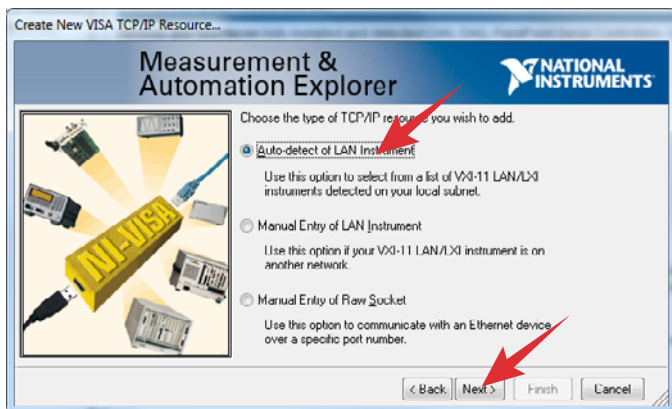 Create New VISA TCP/IP Resource...
Measurement &
Automation Explorer
NATIONAL
INSTRUMENTS
Choose the type of TCP/IP resource you wish to add.
Auto-detect of LAN Instrument
Use this option to select from a list of VXI-11 LAN/LXI
instruments detected on your local subnet.
Manual Entry of LAN Instrument
Use this option if your VXI-11 LAN/LXI instrument is on
another network.
Manual Entry of Raw Socket
Use this option to communicate with an Ethernet device
over a specific port number.
NI-VISA
< Back Next > Finish Cancel